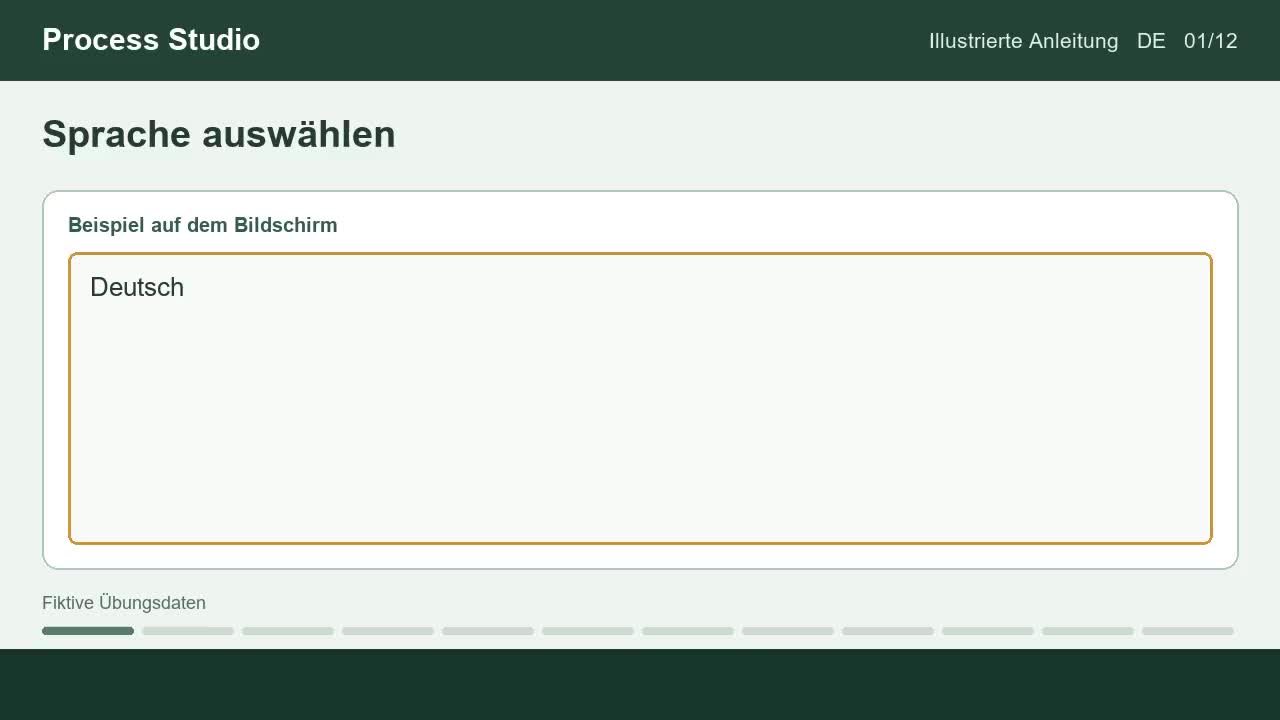 Process Studio
Illustrierte Anleitung DE 01/12
Sprache auswählen
Beispiel auf dem Bildschirm
Deutsch
Fiktive Übungsdaten